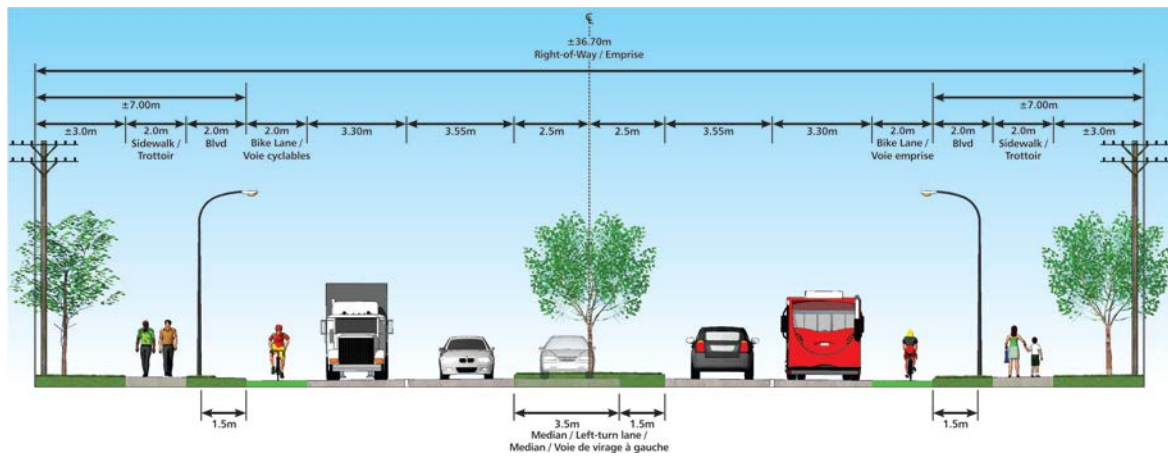 ℄
±36.70m
Right-of-Way / Emprise
±7.00m
±7.00m
±3.0m
2.0m
Sidewalk /
Trottoir
2.0m
Blvd
2.0m
Bike Lane /
Voie cyclables
3.30m
3.55m
2.5m
2.5m
3.55m
3.30m
2.0m
Bike Lane /
Voie emprise
2.0m
Blvd
2.0m
Sidewalk /
Trottoir
±3.0m
1.5m
3.5m
Median / Left-turn lane /
Median / Voie de virage à gauche
1.5m
1.5m